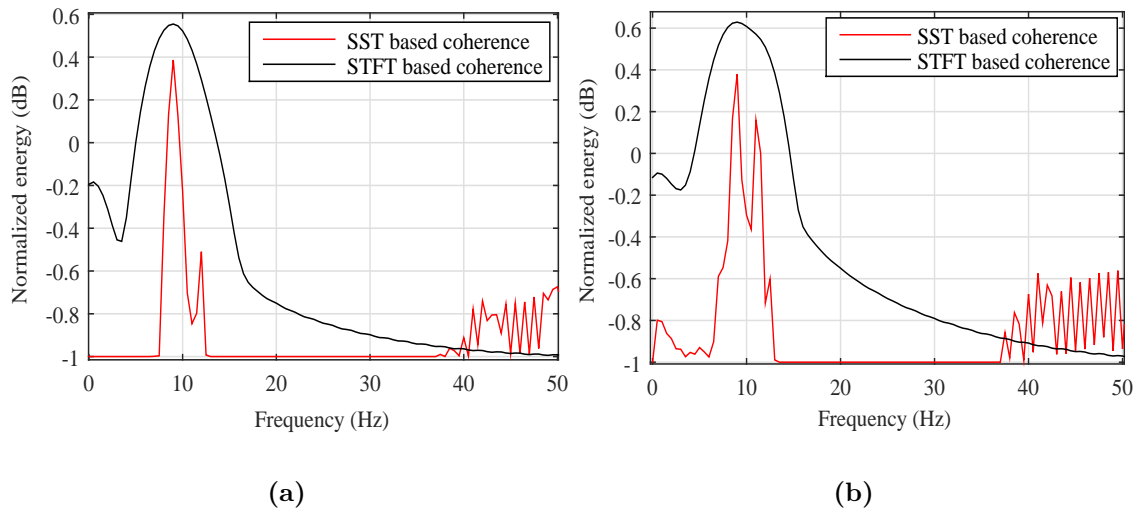 0.6
0.4
0.2
0
-0.2
-0.4
-0.6
-0.8
-1
0 10 20 30 40 50
Normalized energy (dB)
Frequency (Hz)
SST based coherence
STFT based coherence
(a)
0.6
0.4
0.2
0
-0.2
-0.4
-0.6
-0.8
-1
0 10 20 30 40 50
Normalized energy (dB)
Frequency (Hz)
SST based coherence
STFT based coherence
(b)